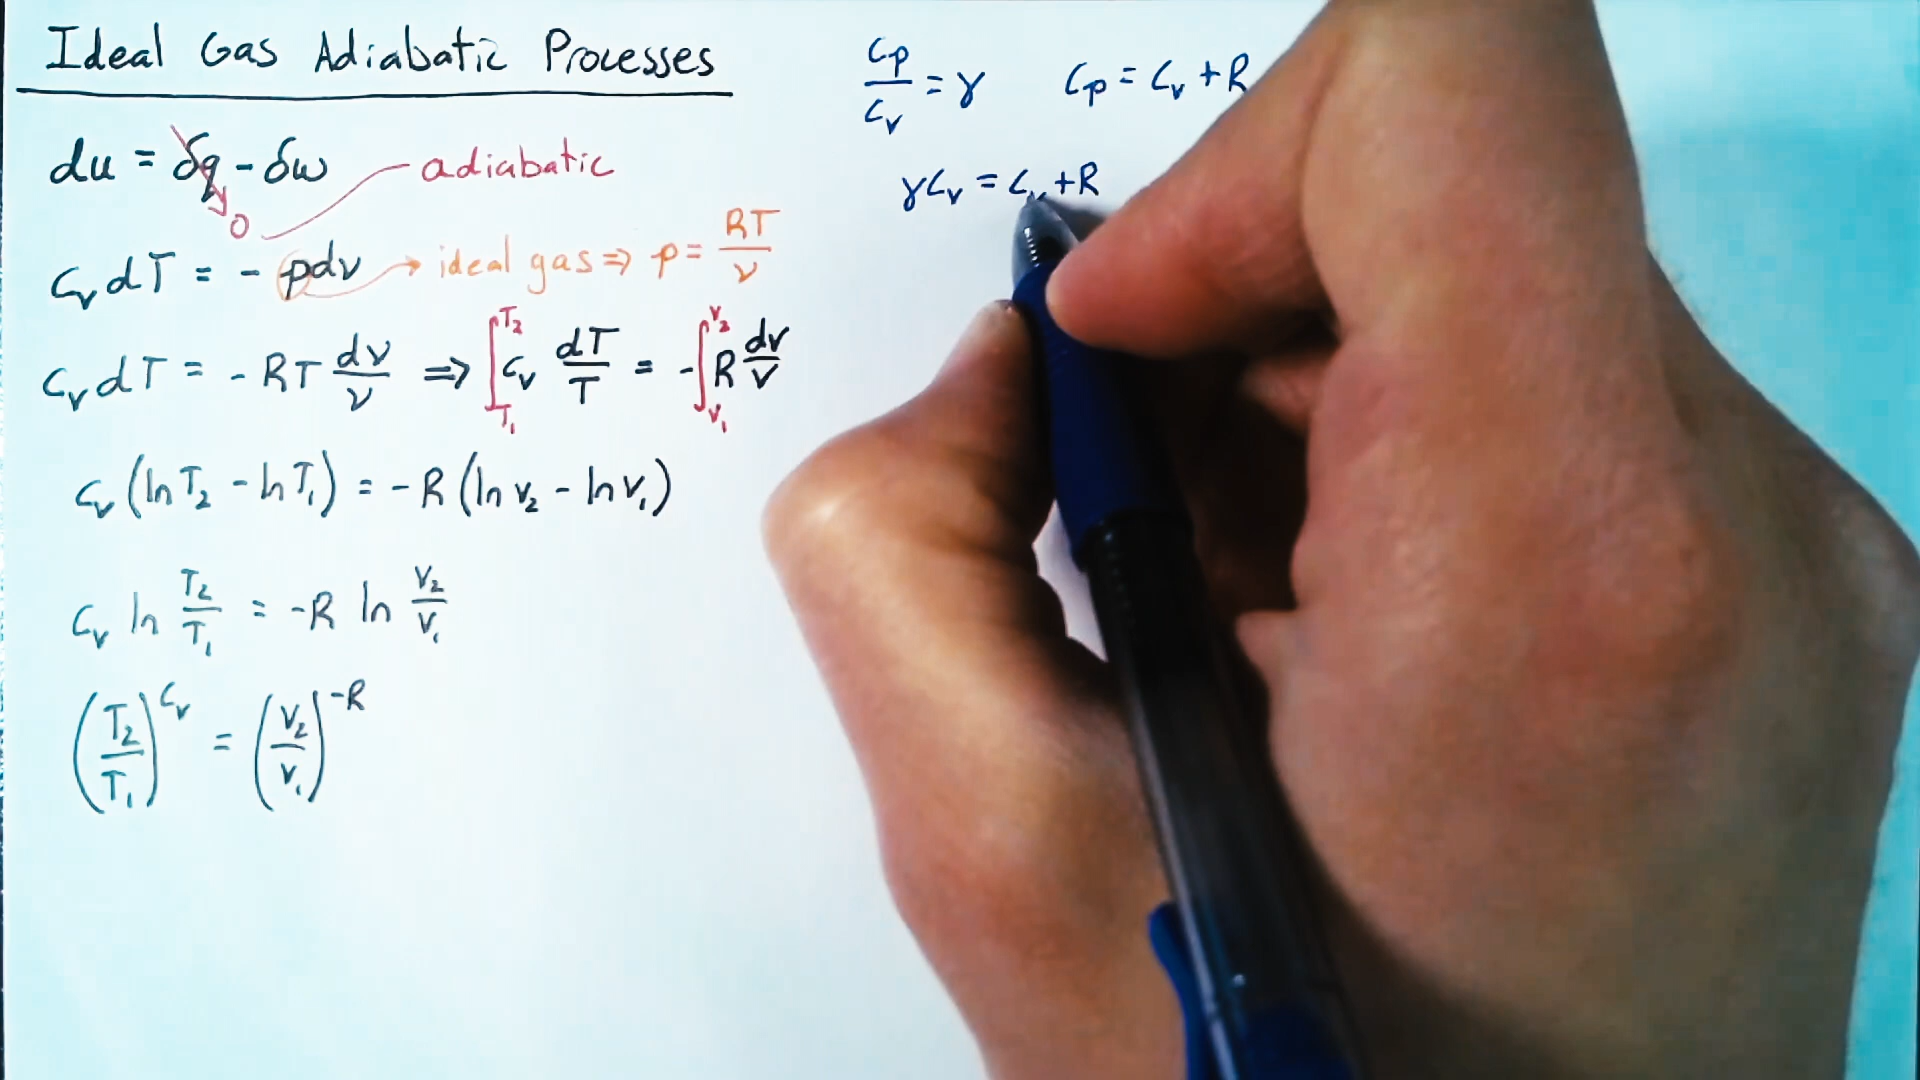 Ideal Gas Adiabatic Processes
du = δq - δw adiabatic
0
c_v dT = - pdv → ideal gas ⇒ p = RT/v
c_v dT = - RT dv/v ⇒ ∫_{T_1}^{T_2} c_v dT/T = - ∫_{v_1}^{v_2} R dv/v
c_v (ln T_2 - ln T_1) = - R (ln v_2 - ln v_1)
c_v ln T_2/T_1 = -R ln v_2/v_1
(T_2/T_1)^{c_v} = (v_2/v_1)^{-R}
c_p/c_v = γ c_p = c_v + R
γc_v = c_v + R